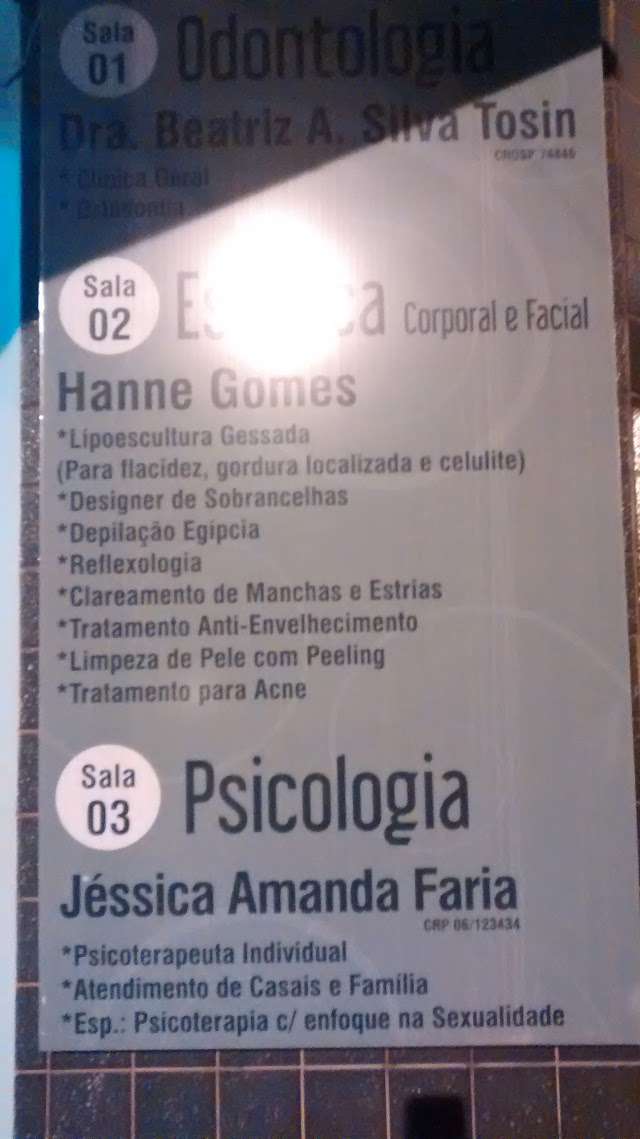 Sala
01
Odontologia
Dra. Beatriz A. Silva Tosin
CROSP
* Clínica Geral
*
Sala
02
Corporal e Facial
Hanne Gomes
*Lipoescultura Gessada
(Para flacidez, gordura localizada e celulite)
*Designer de Sobrancelhas
*Depilação Egípcia
*Reflexologia
*Clareamento de Manchas e Estrias
*Tratamento Anti-Envelhecimento
*Limpeza de Pele com Peeling
*Tratamento para Acne
Sala
03
Psicologia
Jéssica Amanda Faria
CRP 06/123434
*Psicoterapeuta Individual
*Atendimento de Casais e Família
*Esp.: Psicoterapia c/ enfoque na Sexualidade